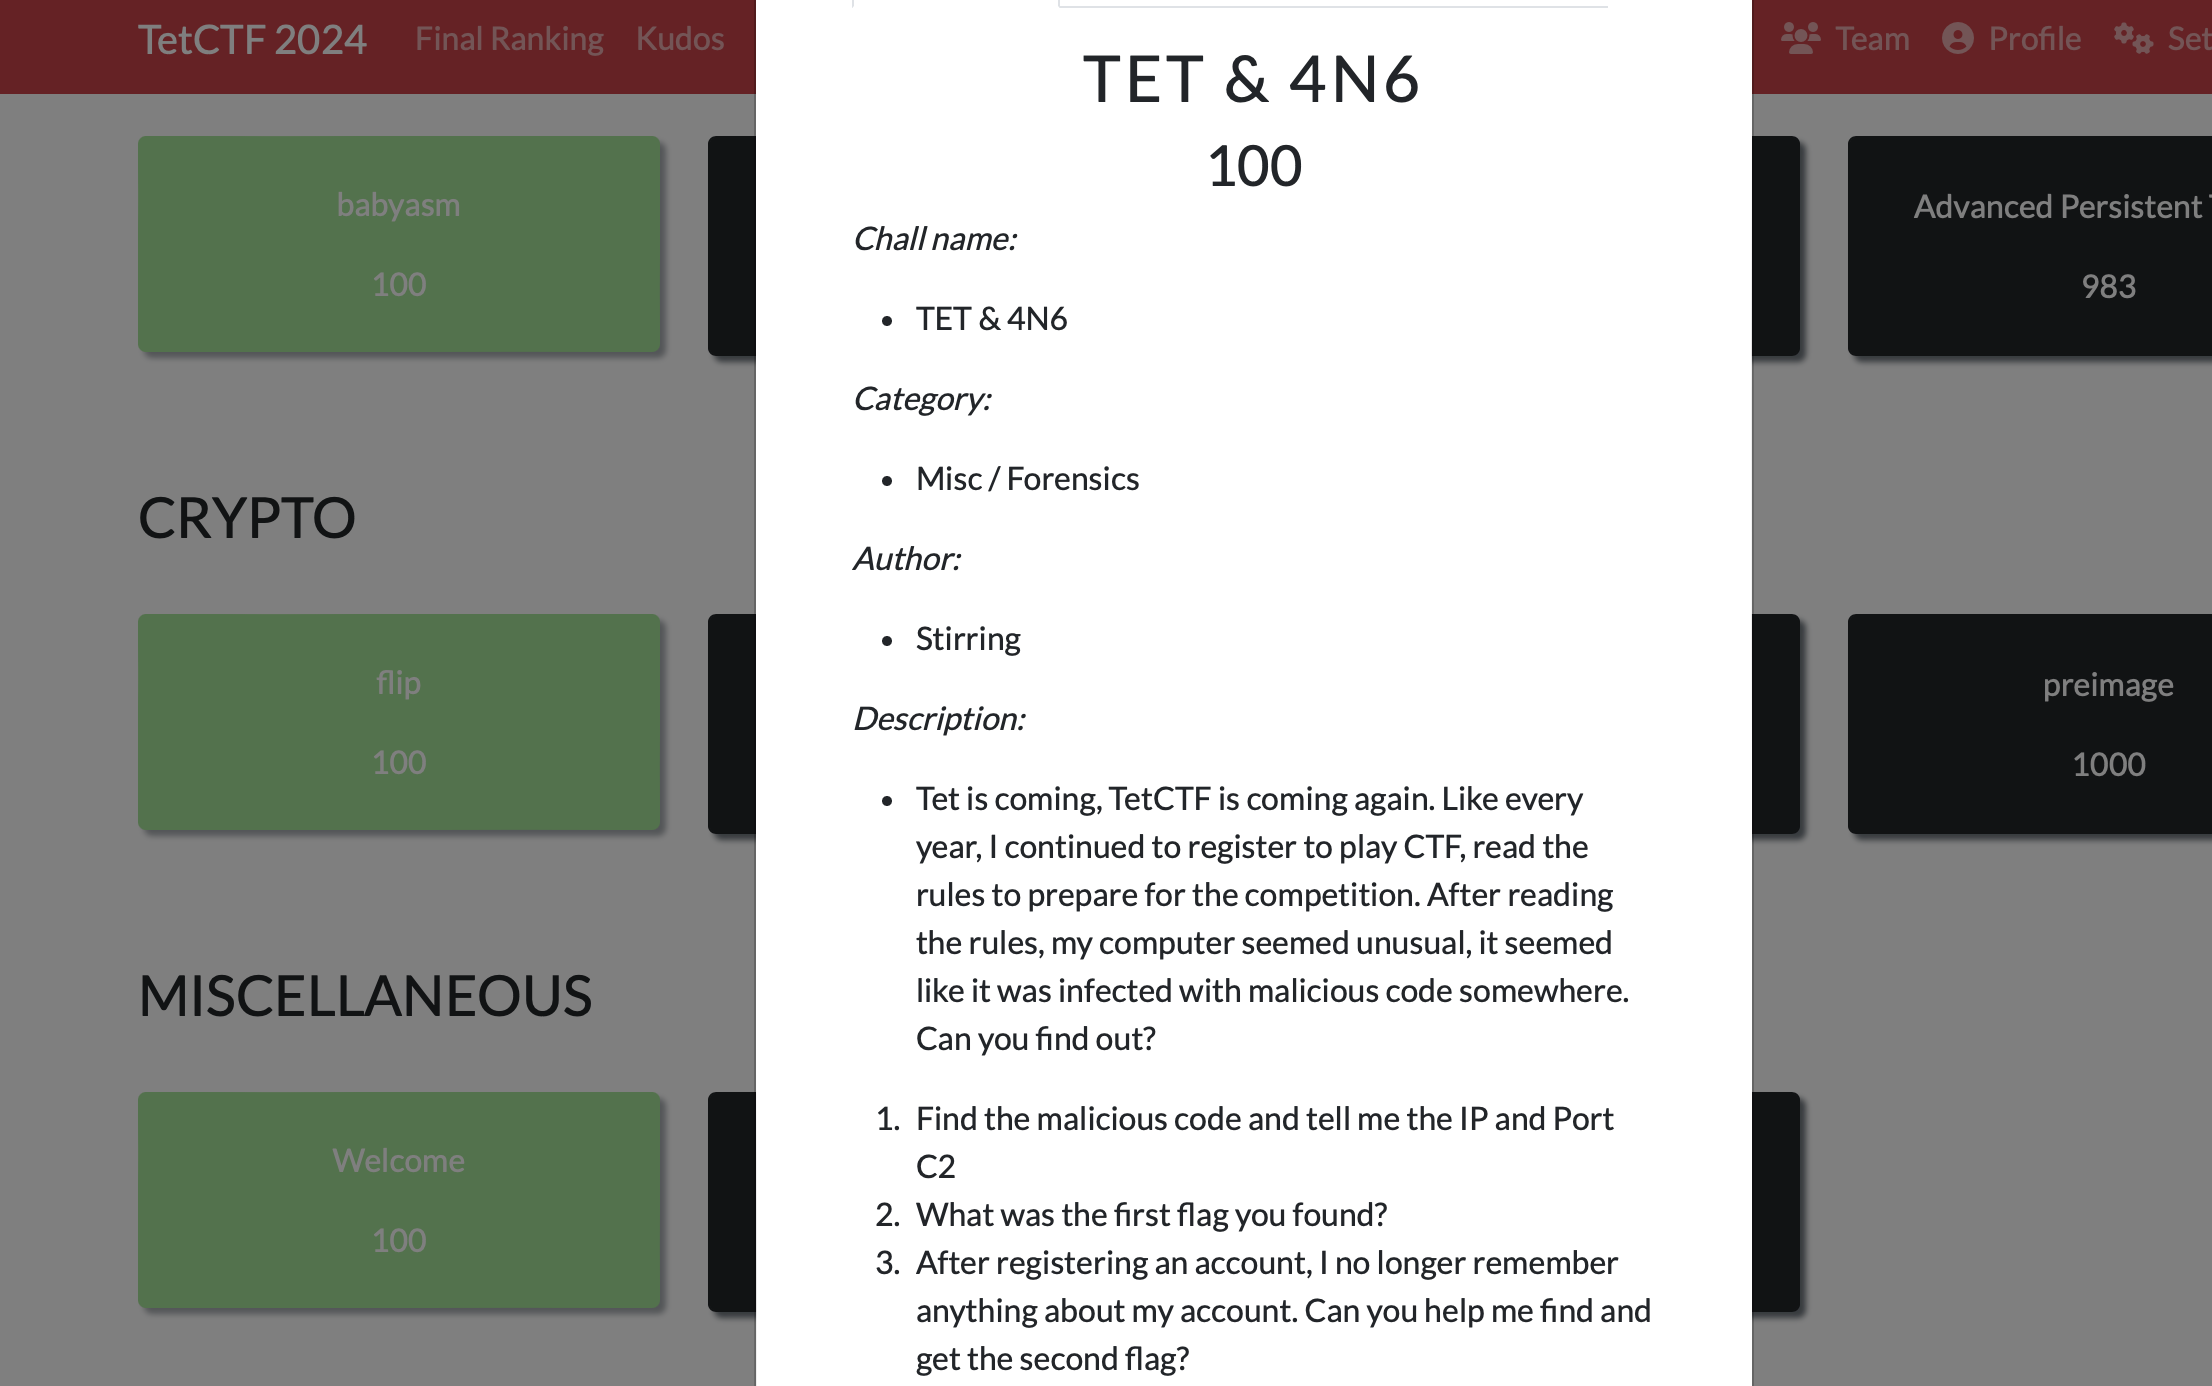 TetCTF 2024 Final Ranking Kudos
Team Profile
TET & 4N6
100
Chall name:
• TET & 4N6
Category:
• Misc / Forensics
Author:
• Stirring
Description:
• Tet is coming, TetCTF is coming again. Like every
year, I continued to register to play CTF, read the
rules to prepare for the competition. After reading
the rules, my computer seemed unusual, it seemed
like it was infected with malicious code somewhere.
Can you find out?
1. Find the malicious code and tell me the IP and Port
C2
2. What was the first flag you found?
3. After registering an account, I no longer remember
anything about my account. Can you help me find and
get the second flag?
babyasm
100
Advanced Persistent
983
CRYPTO
flip
100
preimage
1000
MISCELLANEOUS
Welcome
100